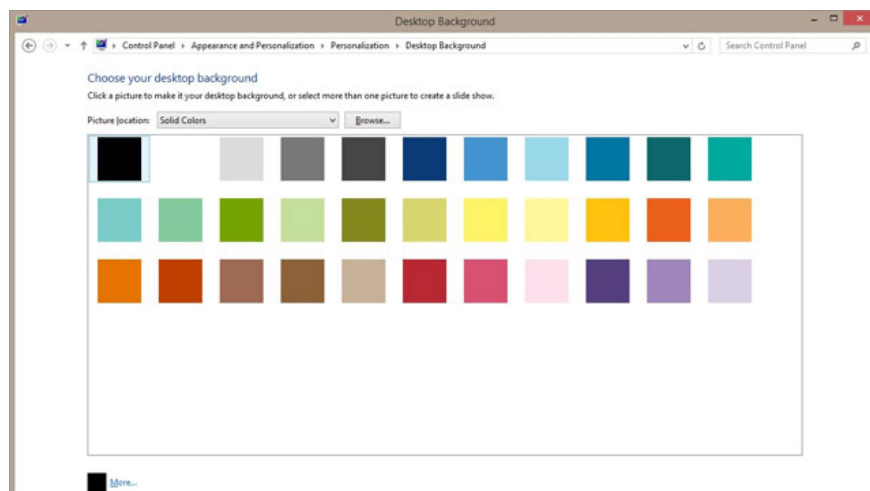 Desktop Background
Control Panel Appearance and Personalization Personalization Desktop Background
Search Control Panel
Choose your desktop background
Click a picture to make it your desktop background, or select more than one picture to create a slide show.
Picture location: Solid Colors Browse...
More...